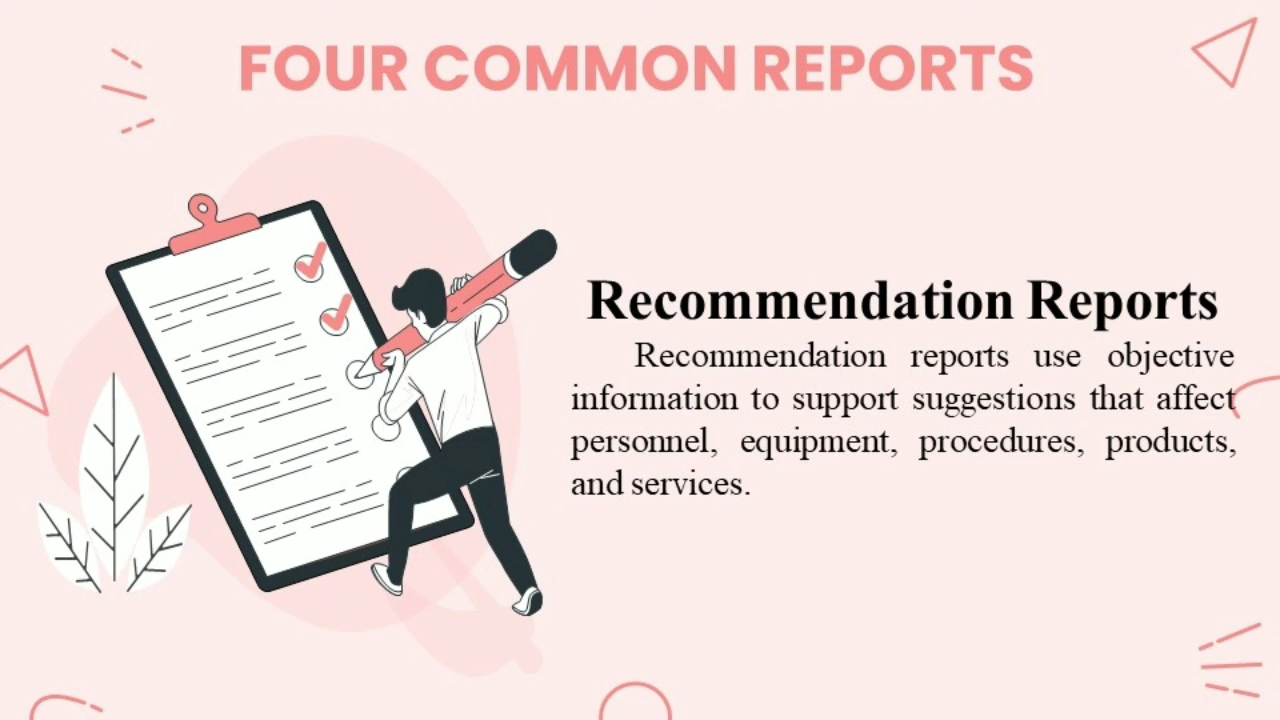 FOUR COMMON REPORTS
Recommendation Reports
Recommendation reports use objective
information to support suggestions that affect
personnel, equipment, procedures, products,
and services.